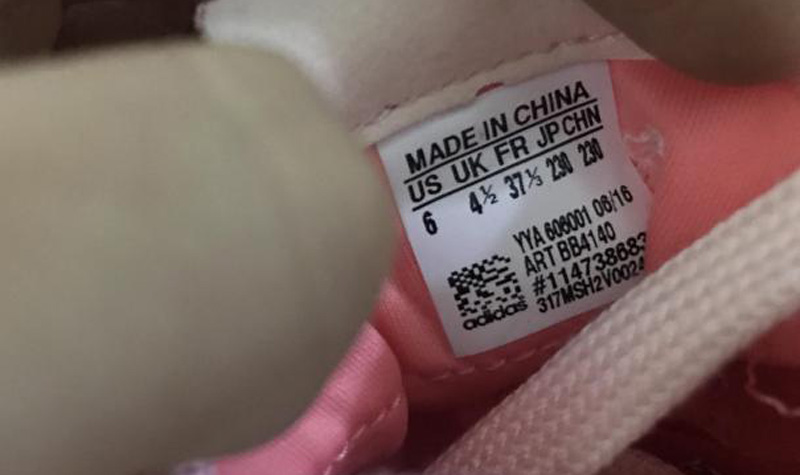 MADE IN CHINA
US UK FR JP CHN
6 4½ 37⅓ 230 230
YYA 606001 06/16
ART BB4140
#114738683
317MSH2V0024
adidas